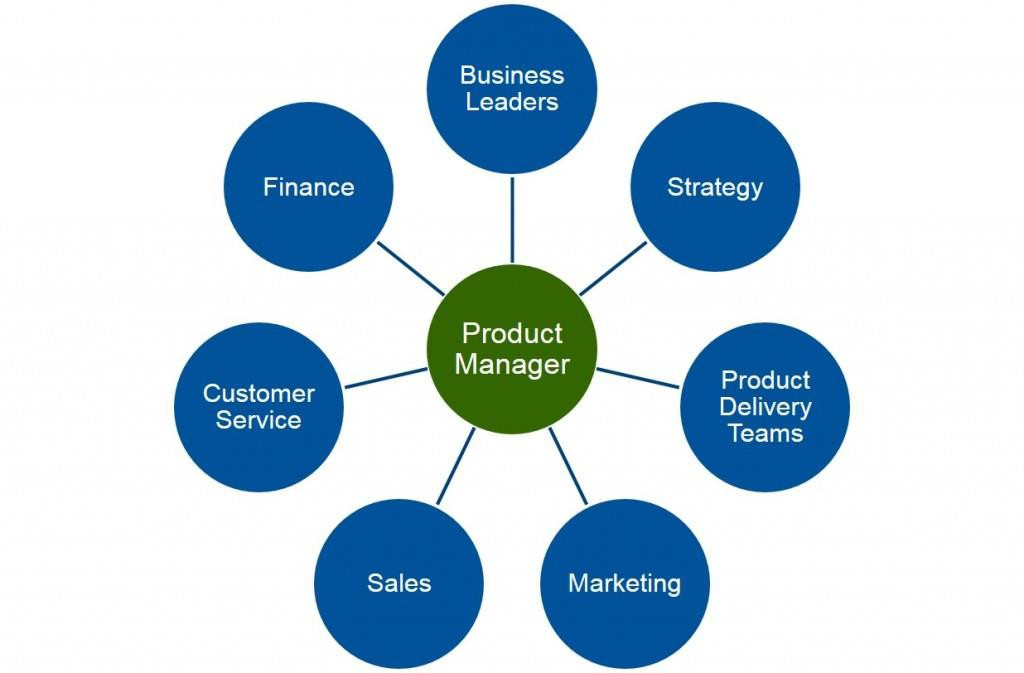 Business
Leaders
Finance
Strategy
Product
Manager
Customer
Service
Product
Delivery
Teams
Sales
Marketing